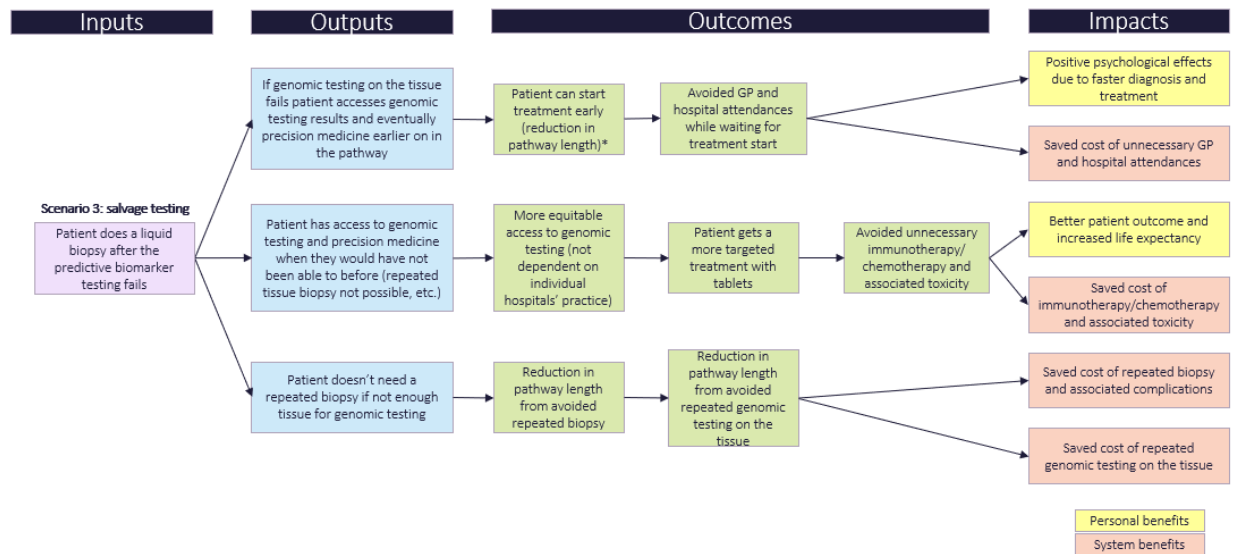 Inputs
Outputs
Outcomes
Impacts
Scenario 3: salvage testing
Patient does a liquid
biopsy after the
predictive biomarker
testing fails
If genomic testing on the tissue
fails patient accesses genomic
testing results and eventually
precision medicine earlier on in
the pathway
Patient can start
treatment early
(reduction in
pathway length)*
Avoided GP and
hospital attendances
while waiting for
treatment start
Positive psychological effects
due to faster diagnosis and
treatment
Saved cost of unnecessary GP
and hospital attendances
Patient has access to genomic
testing and precision medicine
when they would have not
been able to before (repeated
tissue biopsy not possible, etc.)
More equitable
access to genomic
testing (not
dependent on
individual
hospitals’ practice)
Patient gets a
more targeted
treatment with
tablets
Avoided unnecessary
immunotherapy/
chemotherapy and
associated toxicity
Better patient outcome and
increased life expectancy
Saved cost of
immunotherapy/chemotherapy
and associated toxicity
Patient doesn’t need a
repeated biopsy if not enough
tissue for genomic testing
Reduction in
pathway length
from avoided
repeated biopsy
Reduction in
pathway length
from avoided
repeated genomic
testing on the
tissue
Saved cost of repeated biopsy
and associated complications
Saved cost of repeated
genomic testing on the tissue
Personal benefits
System benefits